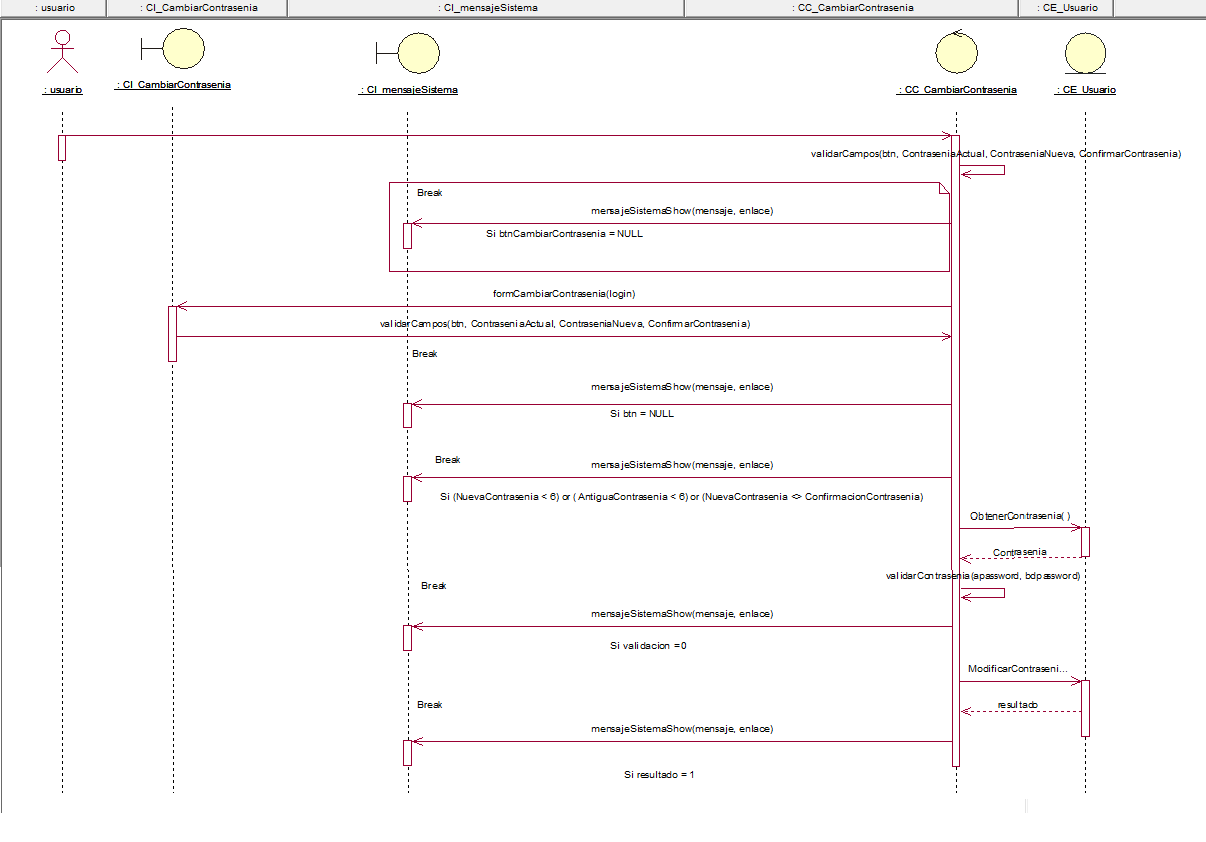 : usuario
: CI_CambiarContrasenia
: CI_mensajeSistema
: CC_CambiarContrasenia
: CE_Usuario
: usuario
: CI_CambiarContrasenia
: CI_mensajeSistema
: CC_CambiarContrasenia
: CE_Usuario
validarCampos(btn, ContraseniaActual, ContraseniaNueva, ConfirmarContrasenia)
Break
mensajeSistemaShow(mensaje, enlace)
Si btnCambiarContrasenia = NULL
formCambiarContrasenia(login)
validarCampos(btn, ContraseniaActual, ContraseniaNueva, ConfirmarContrasenia)
Break
mensajeSistemaShow(mensaje, enlace)
Si btn = NULL
Break
mensajeSistemaShow(mensaje, enlace)
Si (NuevaContrasenia < 6) or ( AntiguaContrasenia < 6) or (NuevaContrasenia <> ConfirmacionContrasenia)
ObtenerContrasenia( )
Contrasenia
validarContrasenia(apassword, bdpassword)
Break
mensajeSistemaShow(mensaje, enlace)
Si validacion =0
ModificarContraseni...
resultado
Break
mensajeSistemaShow(mensaje, enlace)
Si resultado = 1